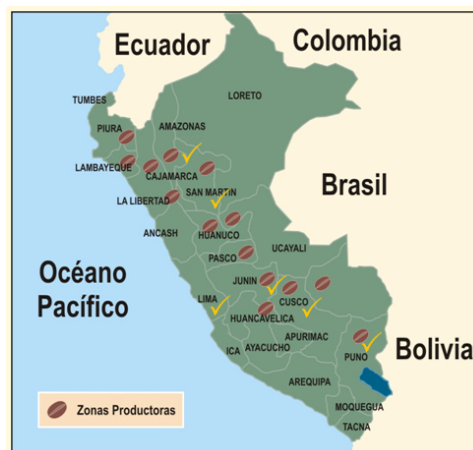 Ecuador
Colombia
TUMBES
LORETO
PIURA
AMAZONAS
LAMBAYEQUE
CAJAMARCA
Brasil
SAN MARTIN
LA LIBERTAD
ANCASH
HUANUCO
UCAYALI
PASCO
Océano
Pacífico
JUNIN
LIMA
CUSCO
HUANCAVELICA
APURIMAC
Bolivia
ICA
AYACUCHO
PUNO
AREQUIPA
MOQUEGUA
TACNA
Zonas Productoras